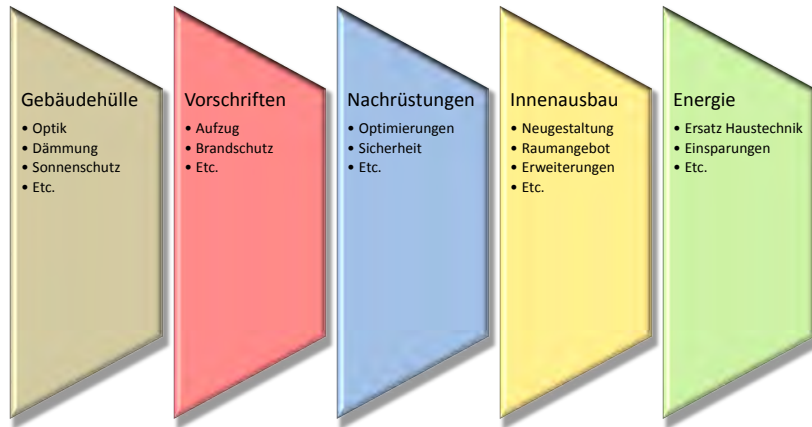 Gebäudehülle
• Optik
• Dämmung
• Sonnenschutz
• Etc.
Vorschriften
• Aufzug
• Brandschutz
• Etc.
Nachrüstungen
• Optimierungen
• Sicherheit
• Etc.
Innenausbau
• Neugestaltung
• Raumangebot
• Erweiterungen
• Etc.
Energie
• Ersatz Haustechnik
• Einsparungen
• Etc.